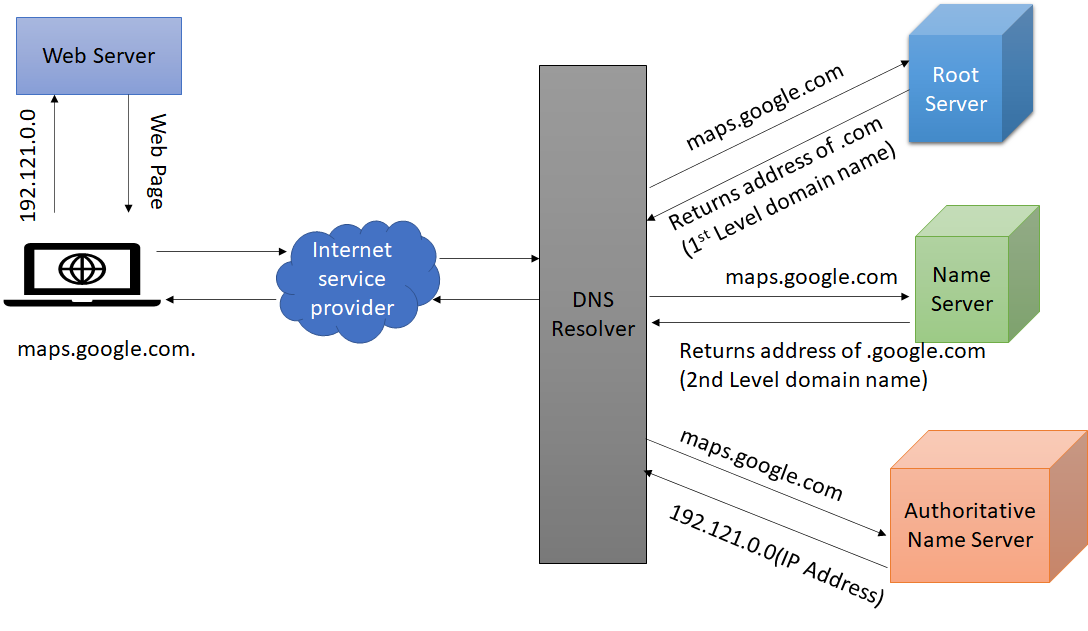 Web Server
192.121.0.0
Web Page
maps.google.com.
Internet
service
provider
DNS
Resolver
maps.google.com
Returns address of .com
(1st Level domain name)
Root
Server
maps.google.com
Returns address of .google.com
(2nd Level domain name)
Name
Server
maps.google.com
192.121.0.0(IP Address)
Authoritative
Name Server